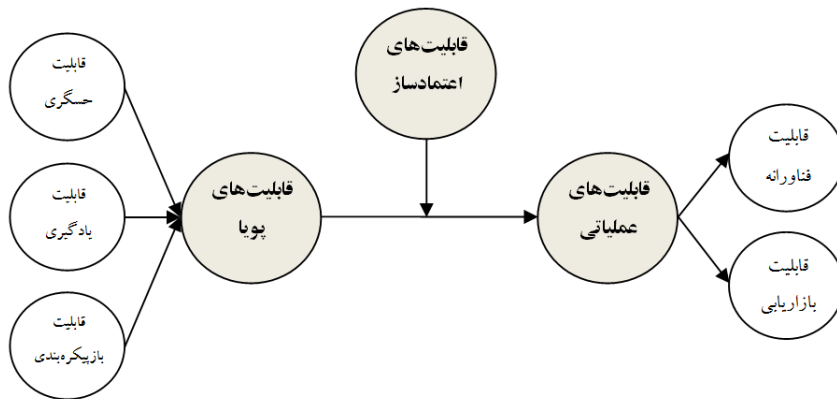 قابلیت‌های
اعتمادساز
قابلیت
حسگری
قابلیت
یادگیری
قابلیت
بازپیکره‌بندی
قابلیت‌های
پویا
قابلیت‌های
عملیاتی
قابلیت
فناورانه
قابلیت
بازاریابی